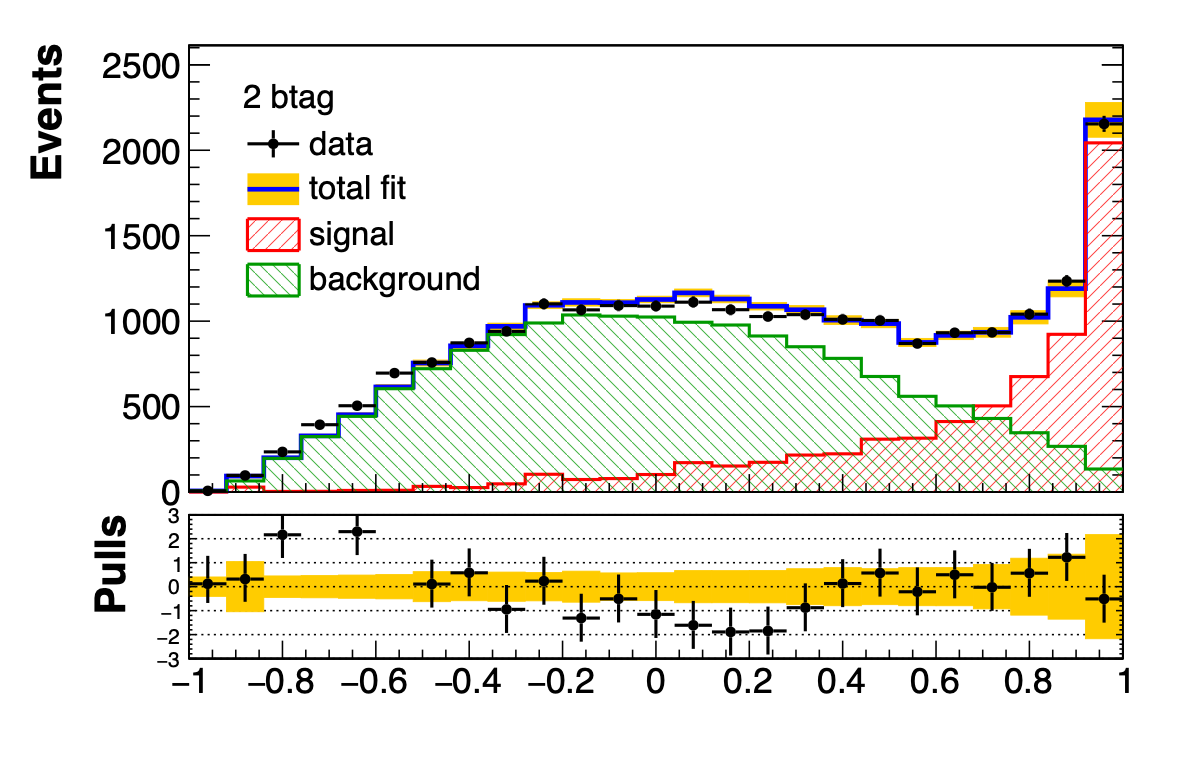 Events
2500
2000
1500
1000
500
0
2 btag
data
total fit
signal
background
Pulls
3
2
1
0
−1
−2
−3
−1 −0.8 −0.6 −0.4 −0.2 0 0.2 0.4 0.6 0.8 1